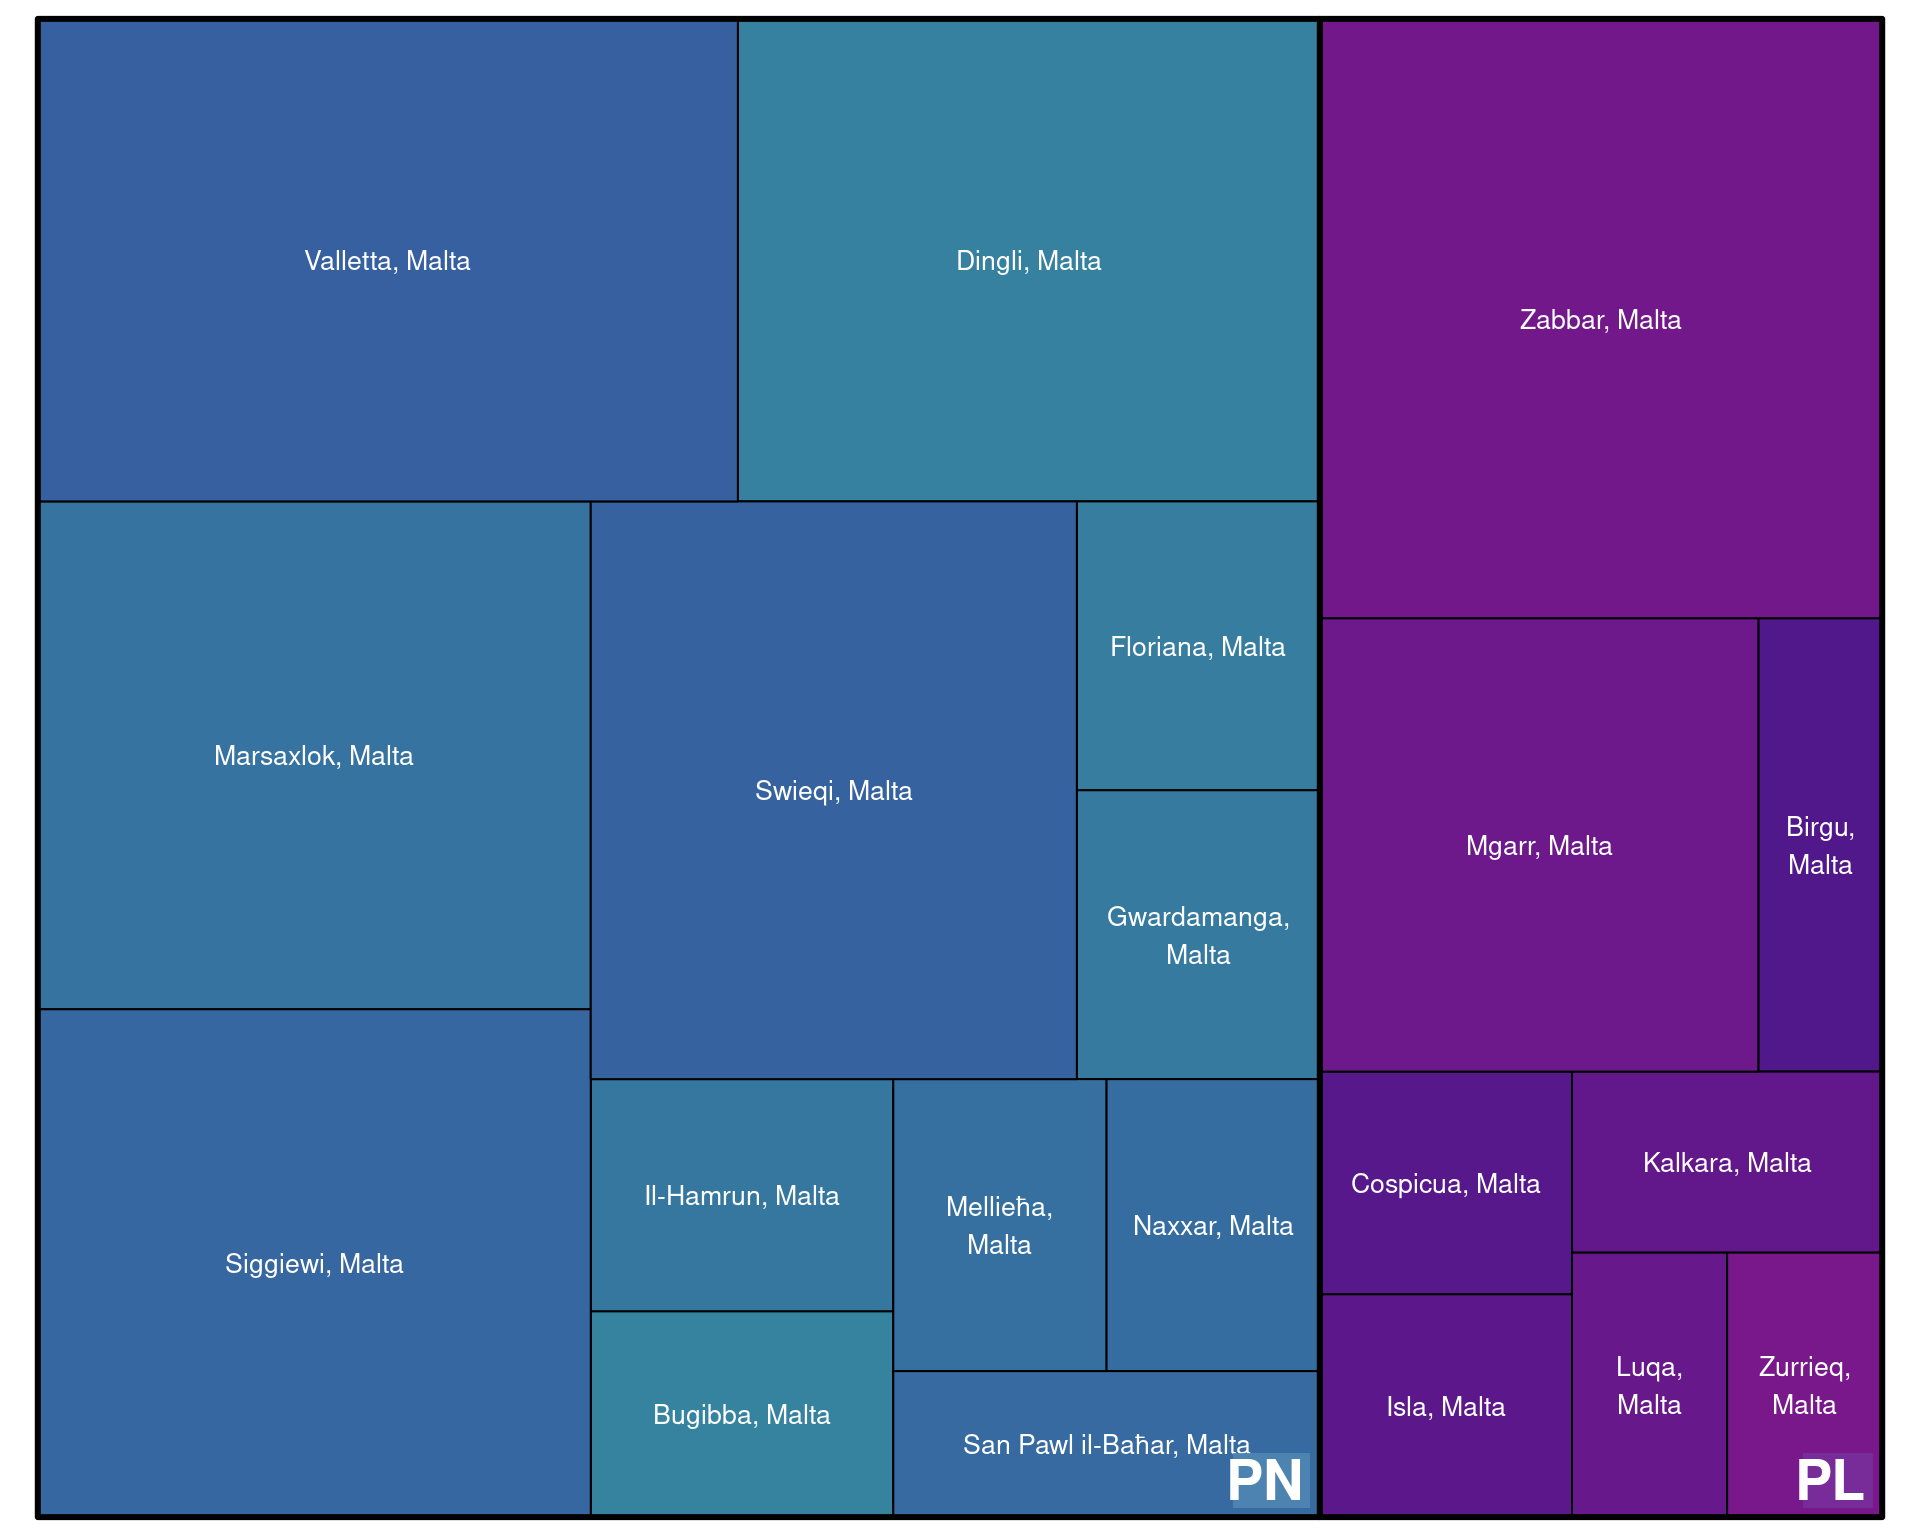 Valletta, Malta
Dingli, Malta
Zabbar, Malta
Marsaxlok, Malta
Swieqi, Malta
Floriana, Malta
Gwardamanga,
Malta
Mgarr, Malta
Birgu,
Malta
Siggiewi, Malta
Il-Hamrun, Malta
Mellieħa,
Malta
Naxxar, Malta
Bugibba, Malta
San Pawl il-Baħar, Malta
PN
Cospicua, Malta
Kalkara, Malta
Isla, Malta
Luqa,
Malta
Zurrieq,
Malta
PL